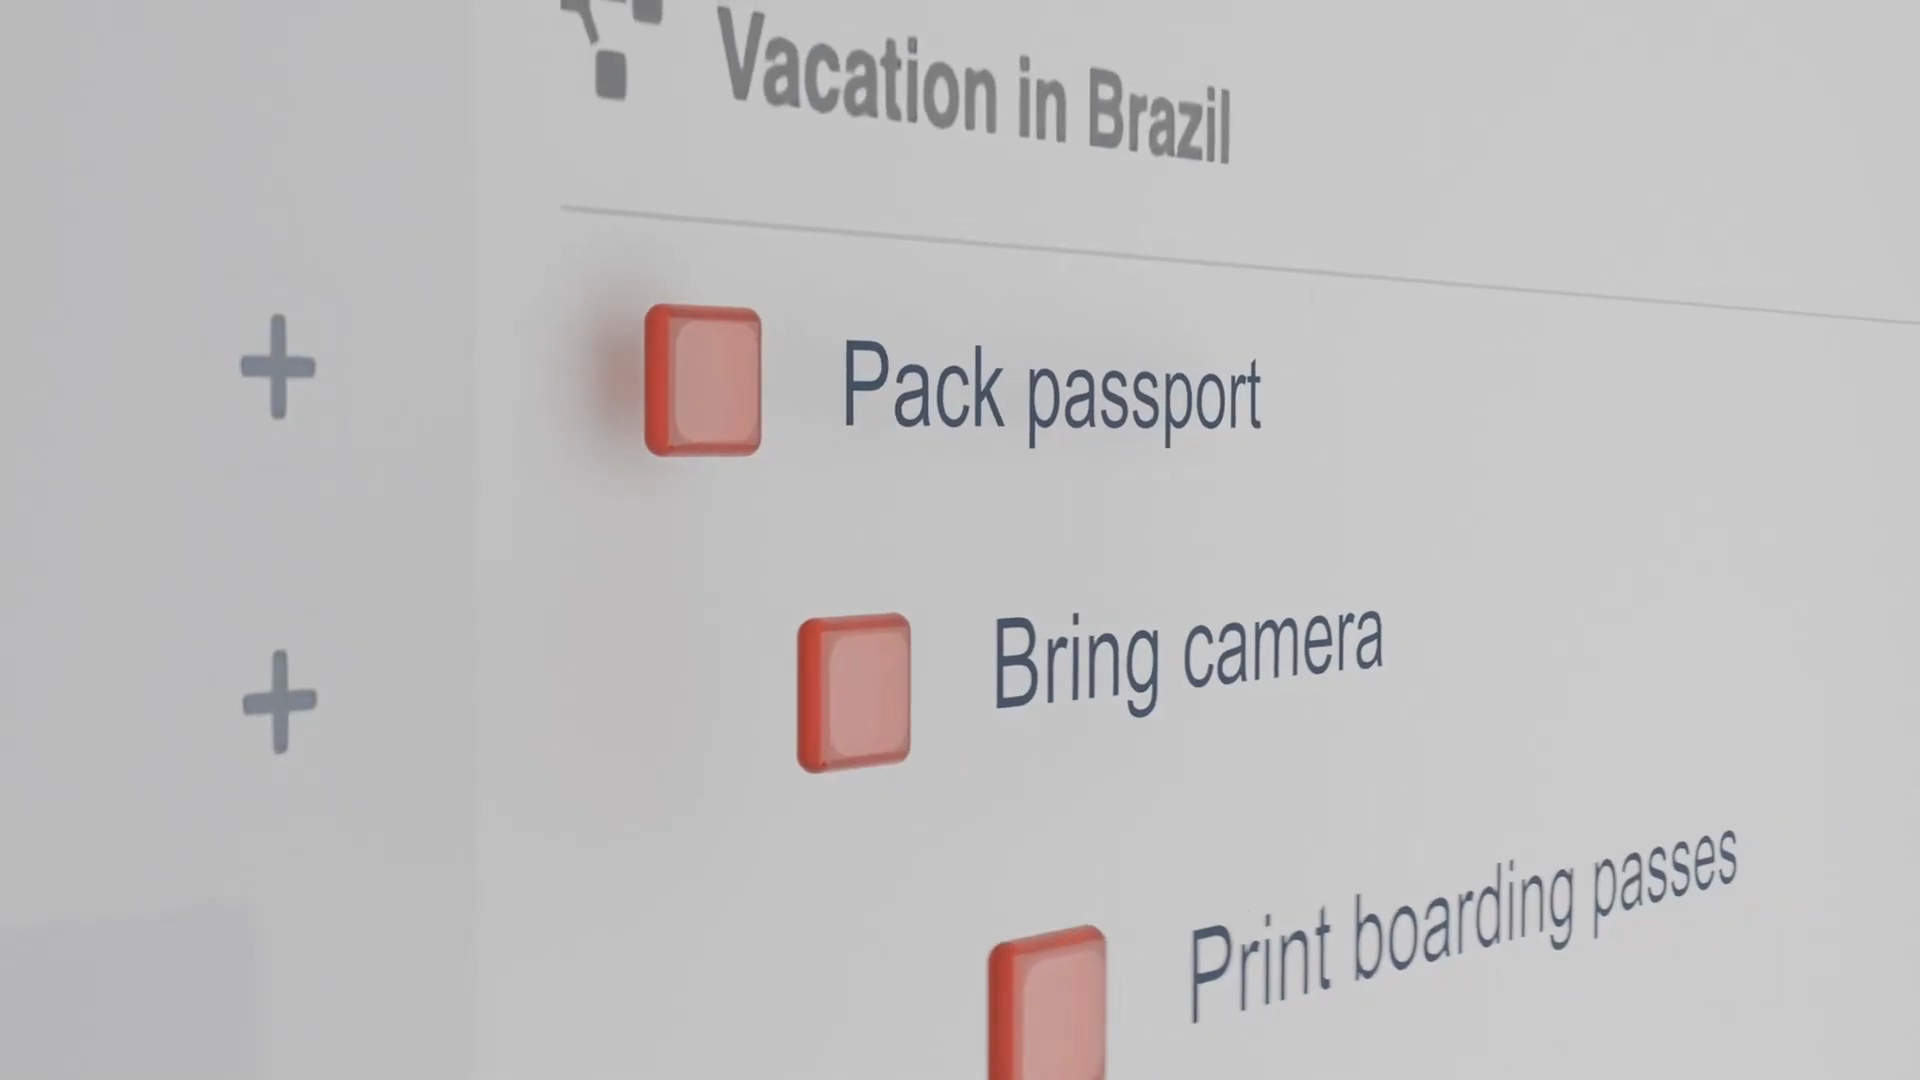 Vacation in Brazil
Pack passport
Bring camera
Print boarding passes